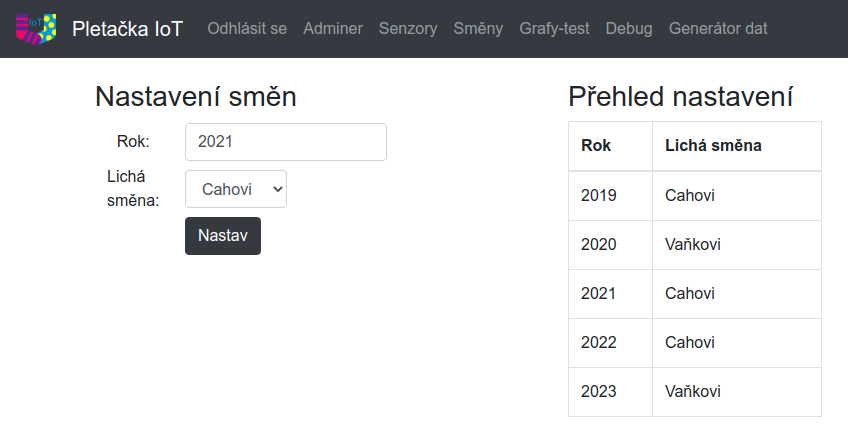 IoT
Pletačka IoT Odhlásit se Adminer Senzory Směny Grafy-test Debug Generátor dat
Nastavení směn
Rok: 2021
Lichá směna: Cahovi
Nastav
Přehled nastavení
Rok Lichá směna
2019 Cahovi
2020 Vaňkovi
2021 Cahovi
2022 Cahovi
2023 Vaňkovi